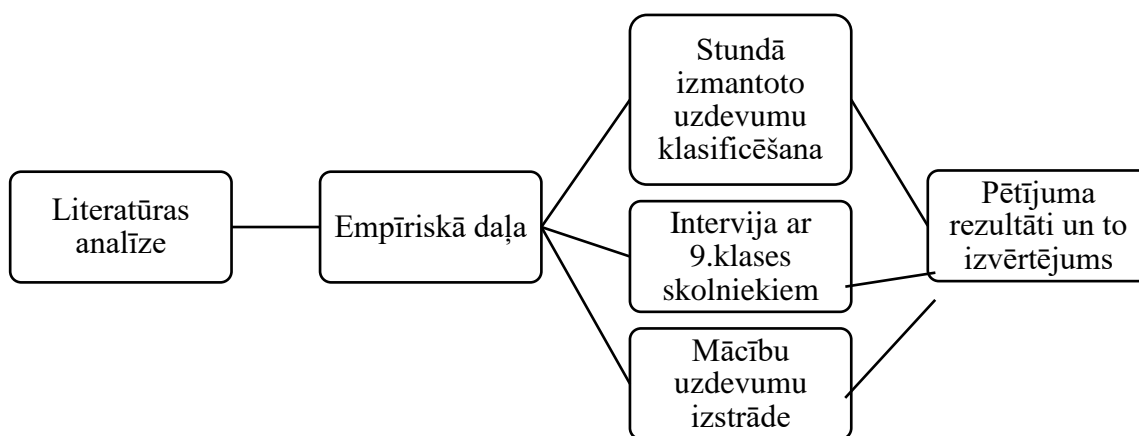 Literatūras
analīze
Empīriskā daļa
Stundā
izmantoto
uzdevumu
klasificēšana
Intervija ar
9.klases
skolniekiem
Mācību
uzdevumu
izstrāde
Pētījuma
rezultāti un to
izvērtējums